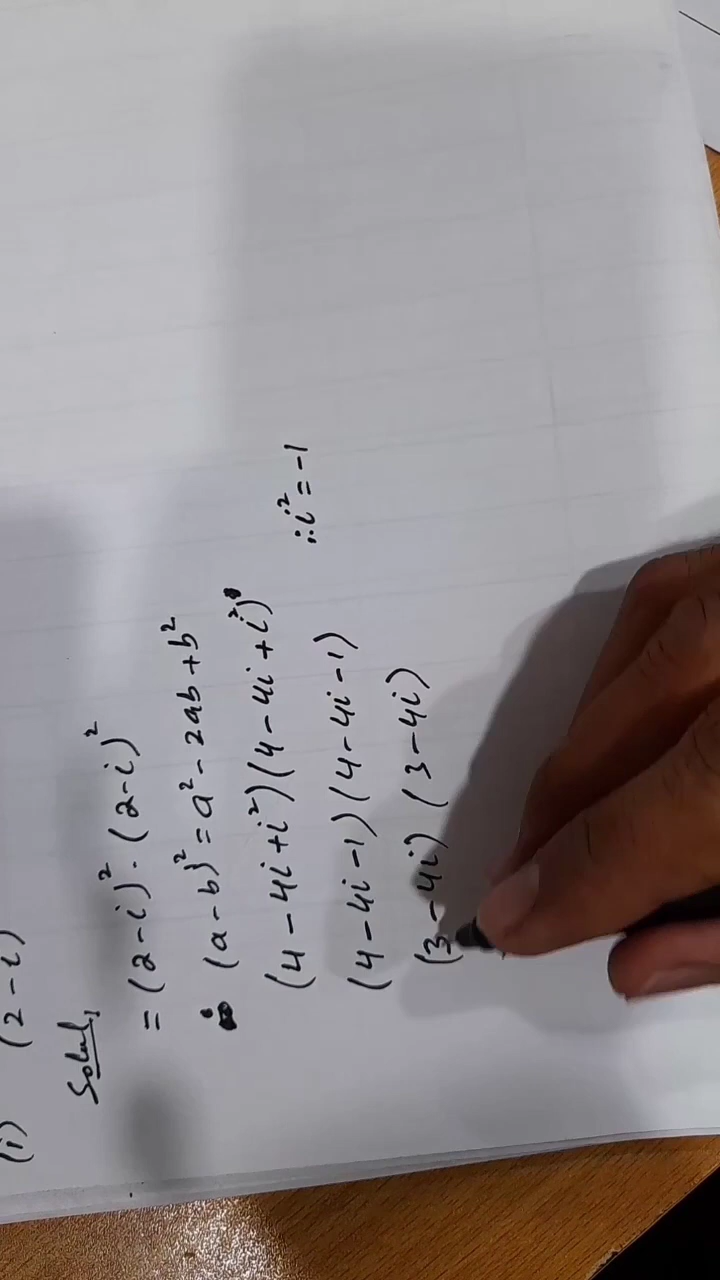 (i) (2-i)
Solul,
= (2-i)². (2-i)²
(a-b)² = a²-2ab+b²
(4-4i+i²)(4-4i+i²) ∴i²=-1
(4-4i-1)(4-4i-1)
(3-4i)(3-4i)